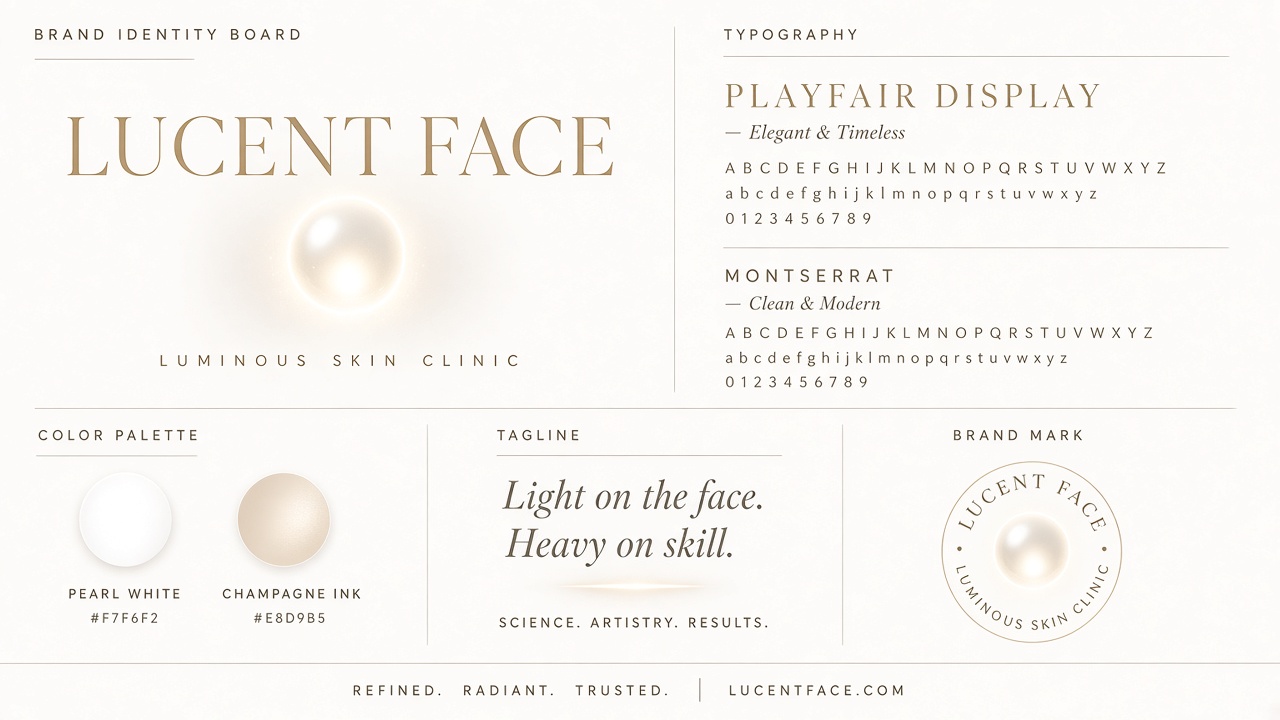 BRAND IDENTITY BOARD
LUCENT FACE
LUMINOUS SKIN CLINIC
TYPOGRAPHY
PLAYFAIR DISPLAY
— Elegant & Timeless
A B C D E F G H I J K L M N O P Q R S T U V W X Y Z
a b c d e f g h i j k l m n o p q r s t u v w x y z
0 1 2 3 4 5 6 7 8 9
MONTSERRAT
— Clean & Modern
A B C D E F G H I J K L M N O P Q R S T U V W X Y Z
a b c d e f g h i j k l m n o p q r s t u v w x y z
0 1 2 3 4 5 6 7 8 9
COLOR PALETTE
PEARL WHITE
#F7F6F2
CHAMPAGNE INK
#E8D9B5
TAGLINE
Light on the face.
Heavy on skill.
SCIENCE. ARTISTRY. RESULTS.
BRAND MARK
LUCENT FACE
• LUMINOUS SKIN CLINIC •
REFINED. RADIANT. TRUSTED. | LUCENTFACE.COM